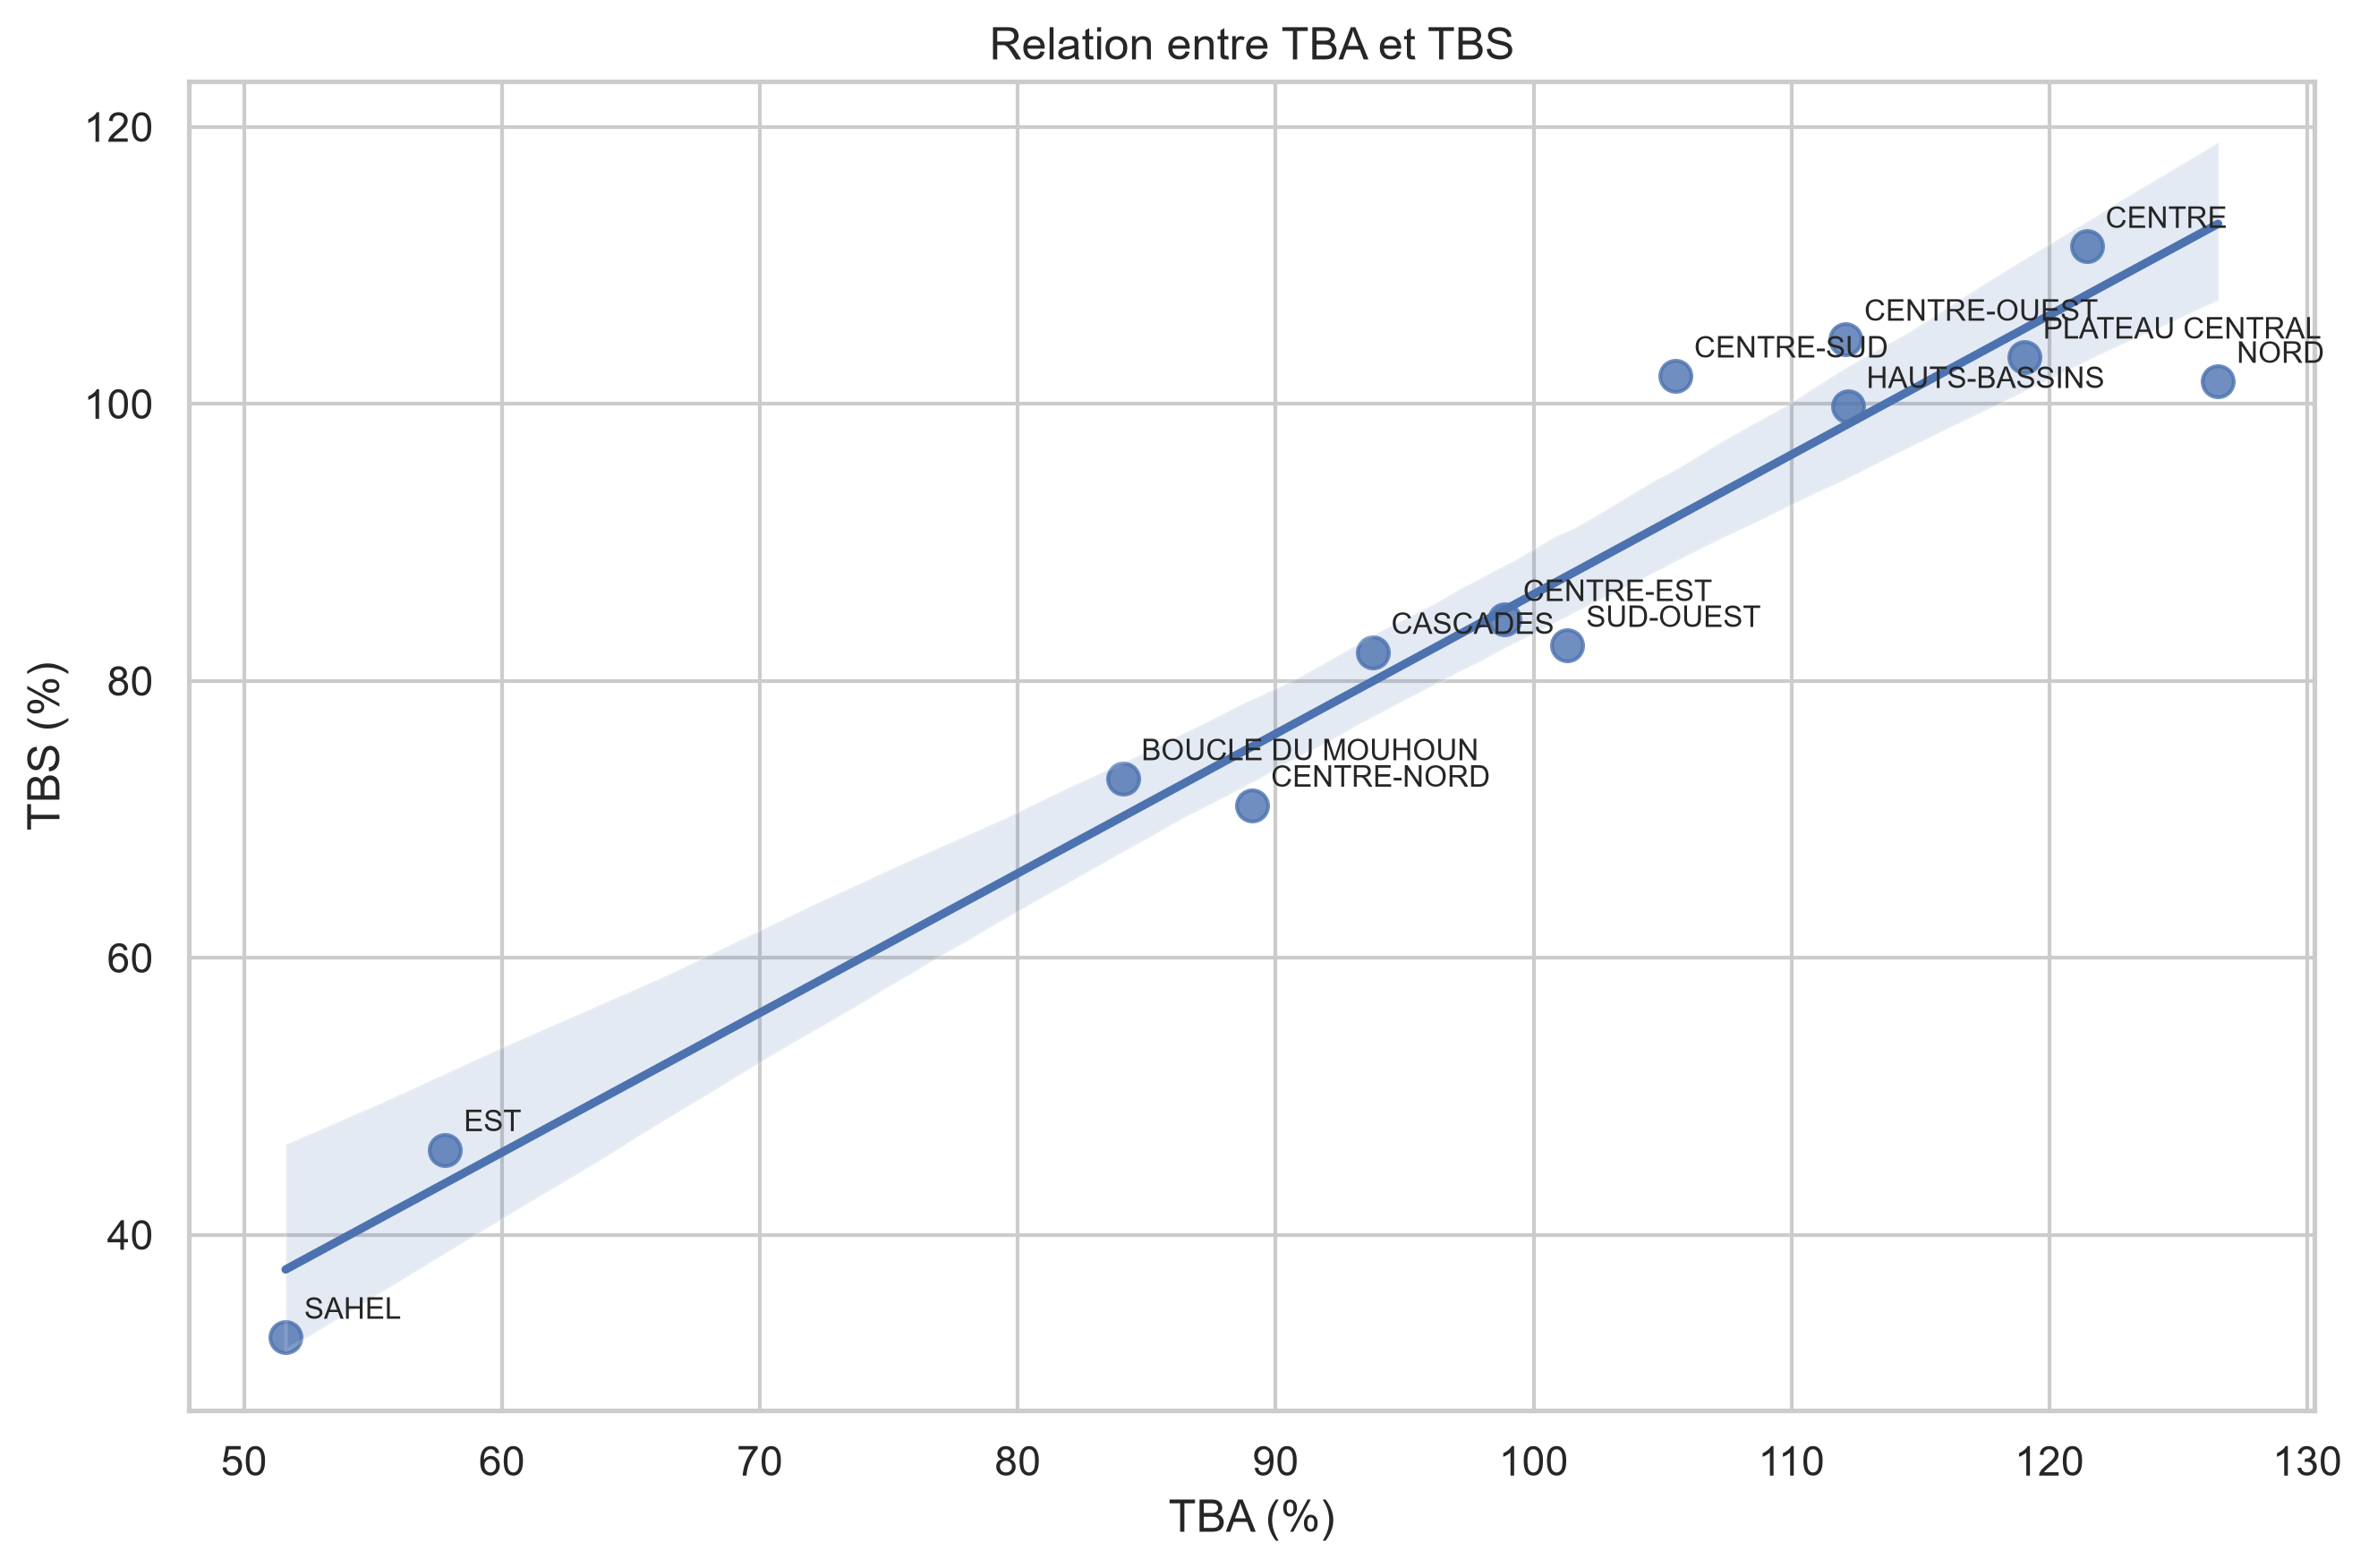 Relation entre TBA et TBS
120
CENTRE
CENTRE-OUEST
PLATEAU CENTRAL
CENTRE-SUD
NORD
HAUTS-BASSINS
100
CENTRE-EST
SUD-OUEST
CASCADES
80
BOUCLE DU MOUHOUN
CENTRE-NORD
TBS (%)
60
EST
40
SAHEL
50 60 70 80 90 100 110 120 130
TBA (%)